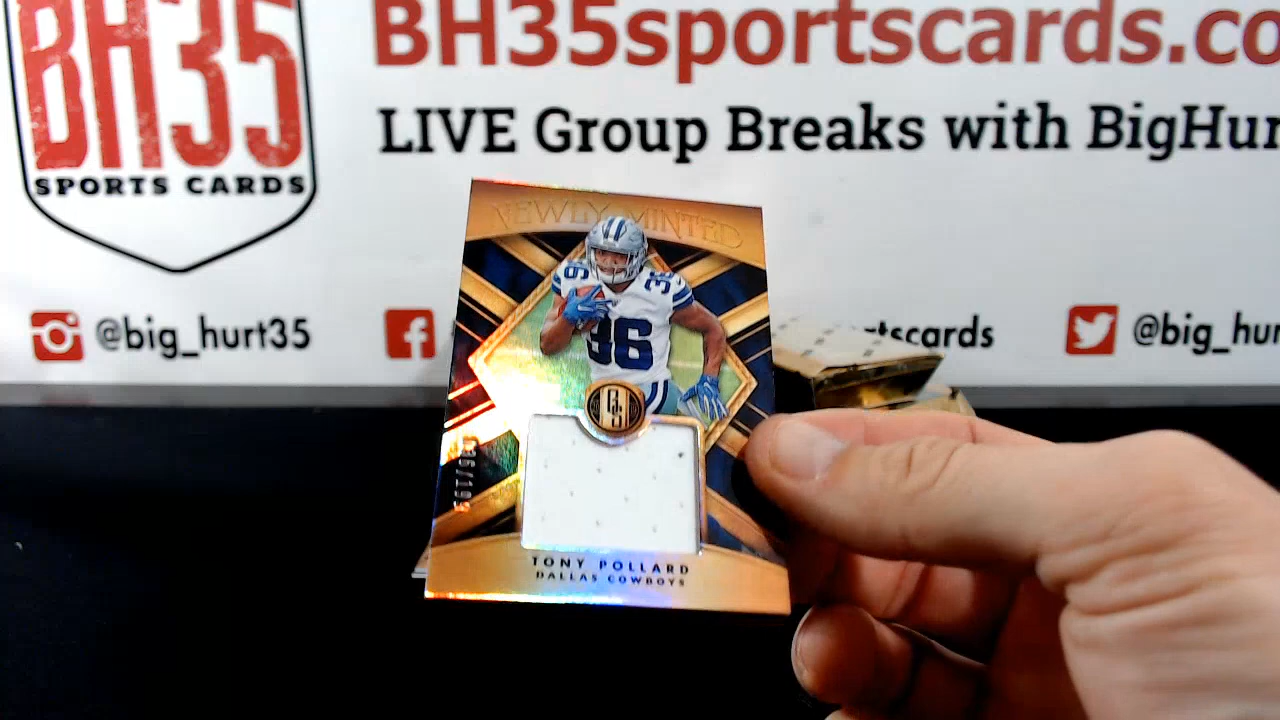 BH35
SPORTS CARDS
BH35sportscards.co
LIVE Group Breaks with BigHur
@big_hurt35
tscards
@big_hu
NEWLY MINTED
36
36
36
TONY POLLARD
DALLAS COWBOYS